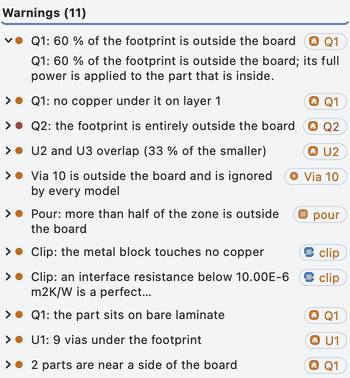 Warnings (11)
Q1: 60 % of the footprint is outside the board Q1
Q1: 60 % of the footprint is outside the board; its full
power is applied to the part that is inside.
Q1: no copper under it on layer 1 Q1
Q2: the footprint is entirely outside the board Q2
U2 and U3 overlap (33 % of the smaller) U2
Via 10 is outside the board and is ignored Via 10
by every model
Pour: more than half of the zone is outside pour
the board
Clip: the metal block touches no copper clip
Clip: an interface resistance below 10.00E-6 clip
m2K/W is a perfect...
Q1: the part sits on bare laminate Q1
U1: 9 vias under the footprint U1
2 parts are near a side of the board Q1